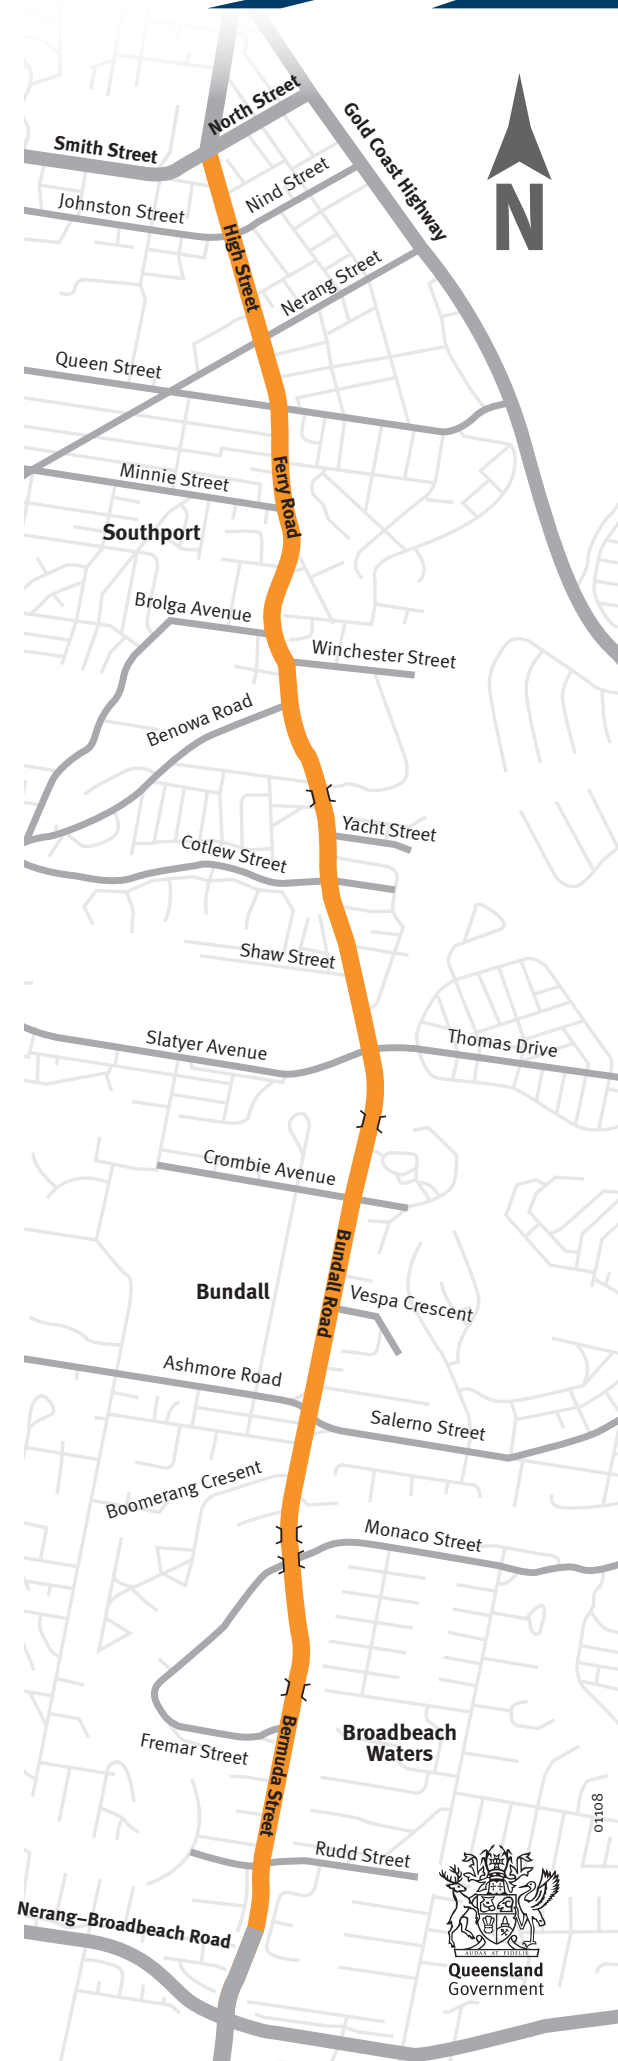 North Street
Smith Street
Gold Coast Highway
Nind Street
Johnston Street
N
High Street
Nerang Street
Queen Street
Minnie Street
Ferry Road
Southport
Brolga Avenue
Winchester Street
Benowa Road
Yacht Street
Cotlew Street
Shaw Street
Slatyer Avenue
Thomas Drive
Crombie Avenue
Bundall Road
Bundall
Vespa Crescent
Ashmore Road
Salerno Street
Boomerang Cresent
Monaco Street
Bermuda Street
Broadbeach
Waters
Fremar Street
01108
Rudd Street
Nerang–Broadbeach Road
AUDAX AT FIDELIS
Queensland
Government